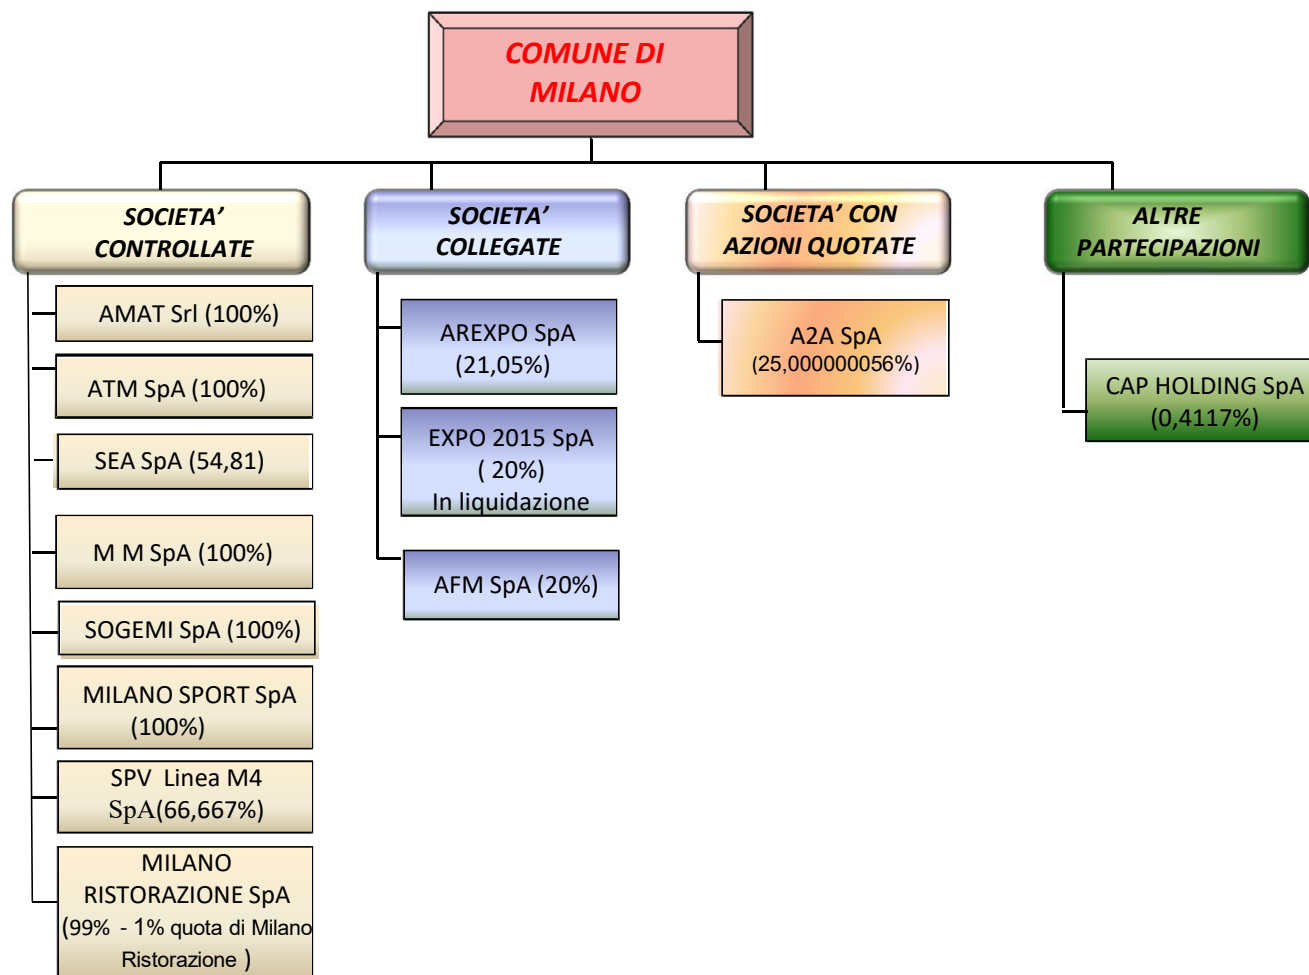 COMUNE DI
MILANO
SOCIETA’
CONTROLLATE
AMAT Srl (100%)
ATM SpA (100%)
SEA SpA (54,81)
M M SpA (100%)
SOGEMI SpA (100%)
MILANO SPORT SpA
(100%)
SPV Linea M4
SpA(66,667%)
MILANO
RISTORAZIONE SpA
(99% - 1% quota di Milano
Ristorazione )
SOCIETA’
COLLEGATE
AREXPO SpA
(21,05%)
EXPO 2015 SpA
( 20%)
In liquidazione
AFM SpA (20%)
SOCIETA’ CON
AZIONI QUOTATE
A2A SpA
(25,000000056%)
ALTRE
PARTECIPAZIONI
CAP HOLDING SpA
(0,4117%)